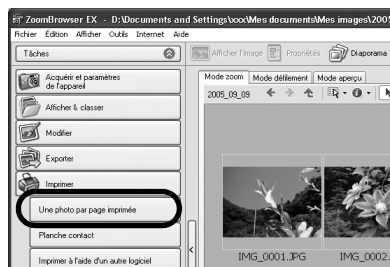 ZoomBrowser EX - D:\Documents and Settings\xxx\Mes documents\Mes images\2005
Fichier Édition Afficher Outils Internet Aide
Tâches Afficher l'image Propriétés Diaporama
Mode zoom Mode défilement Mode aperçu
Acquérir et paramètres
de l'appareil
2005_09_09
Afficher & classer
Modifier
Exporter
Imprimer
Une photo par page imprimée
Planche contact
Imprimer à l'aide d'un autre logiciel
IMG_0001.JPG IMG_0002